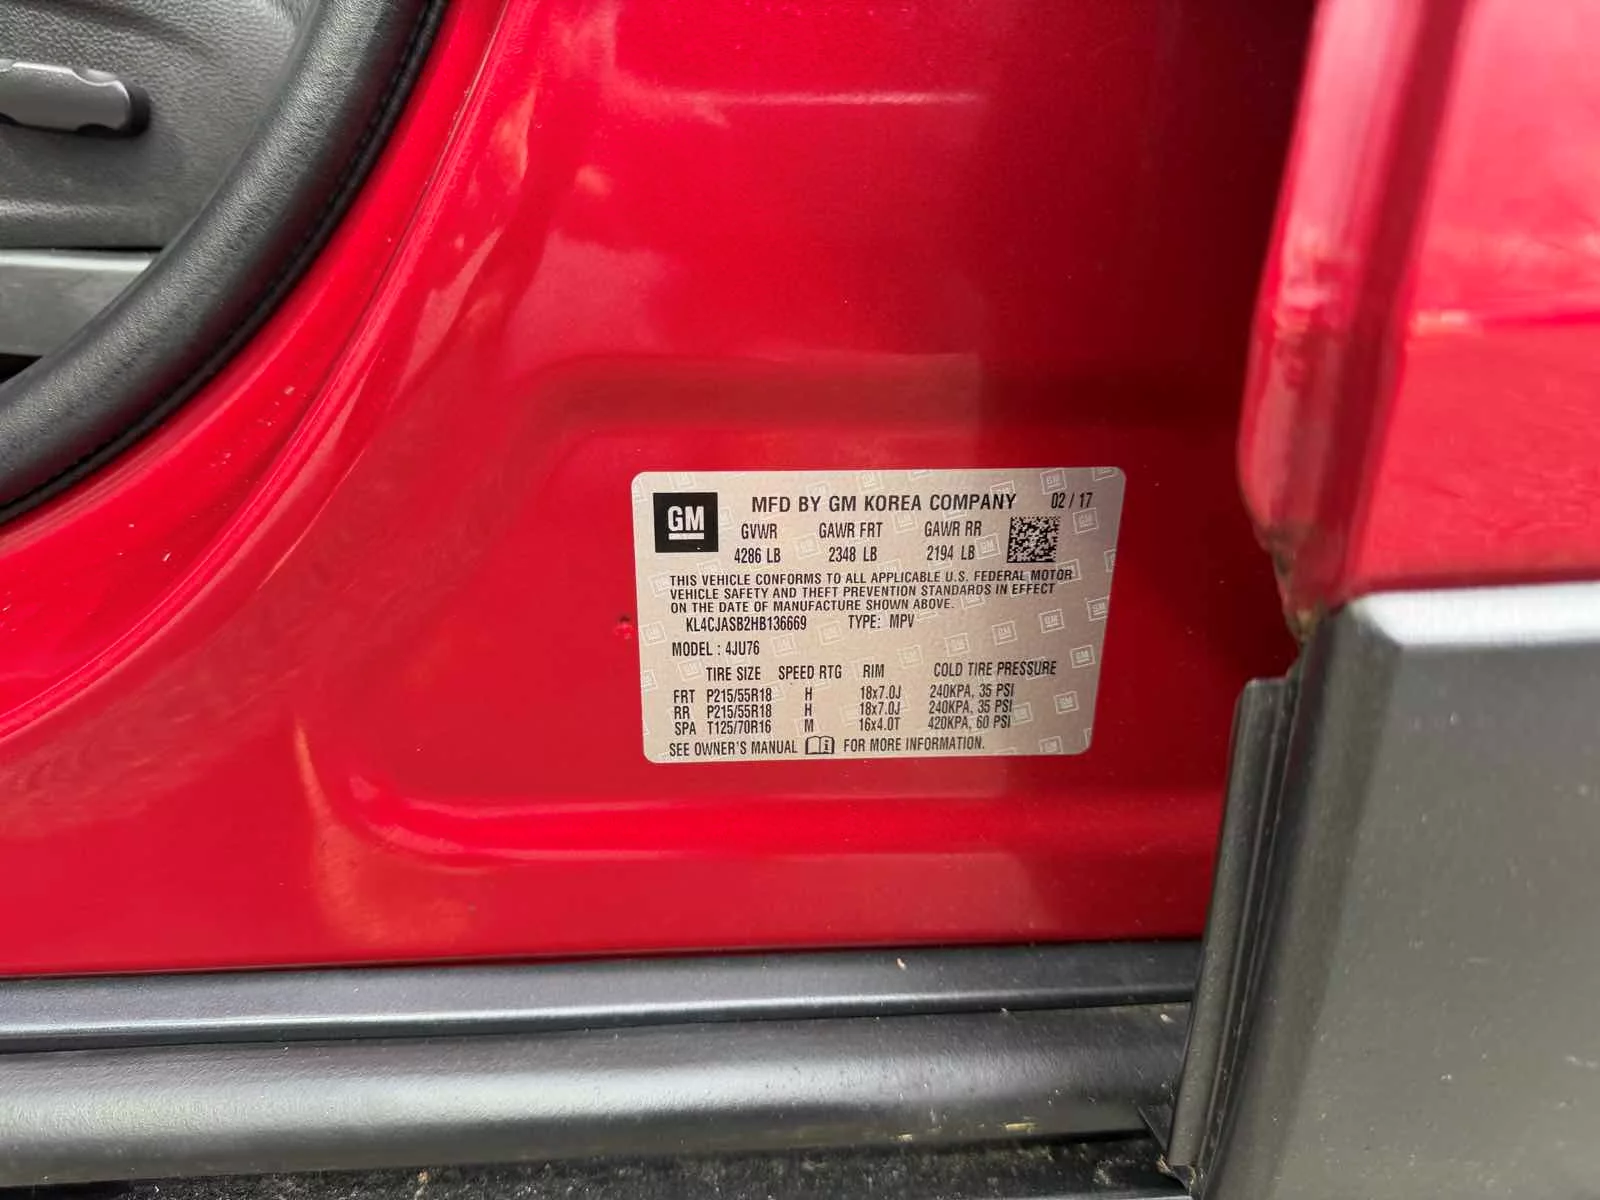 GM
MFD BY GM KOREA COMPANY 02 / 17
GVWR GAWR FRT GAWR RR
4286 LB 2348 LB 2194 LB
THIS VEHICLE CONFORMS TO ALL APPLICABLE U.S. FEDERAL MOTOR
VEHICLE SAFETY AND THEFT PREVENTION STANDARDS IN EFFECT
ON THE DATE OF MANUFACTURE SHOWN ABOVE.
KL4CJASB2HB136669 TYPE: MPV
MODEL : 4JU76
TIRE SIZE SPEED RTG RIM COLD TIRE PRESSURE
FRT P215/55R18 H 18x7.0J 240KPA, 35 PSI
RR P215/55R18 H 18x7.0J 240KPA, 35 PSI
SPA T125/70R16 M 16x4.0T 420KPA, 60 PSI
SEE OWNER'S MANUAL FOR MORE INFORMATION.